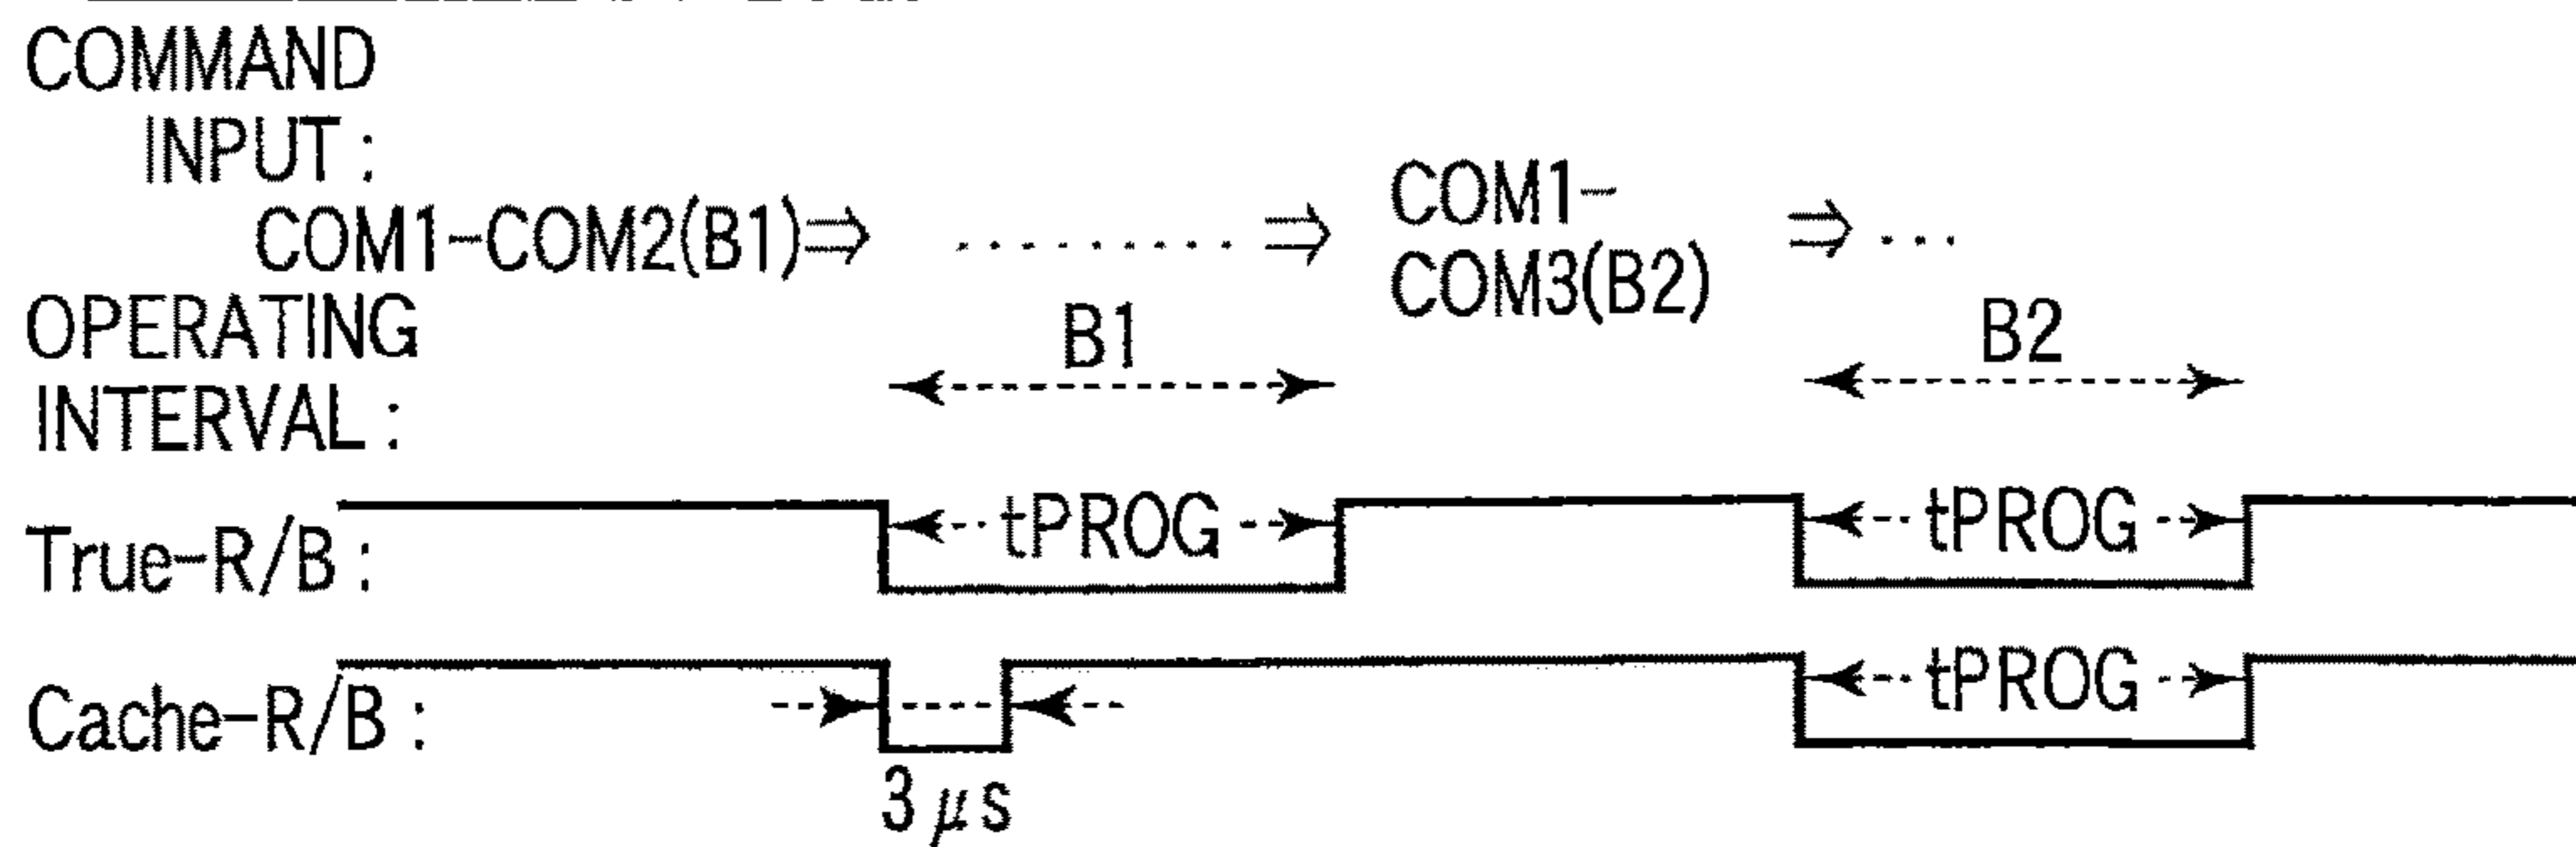 COMMAND
INPUT :
COM1-COM2(B1)⇒ ········· ⇒ COM1-
COM3(B2) ⇒ ···
OPERATING
INTERVAL :
B1
B2
True-R/B :
tPROG
tPROG
Cache-R/B :
3 μs
tPROG